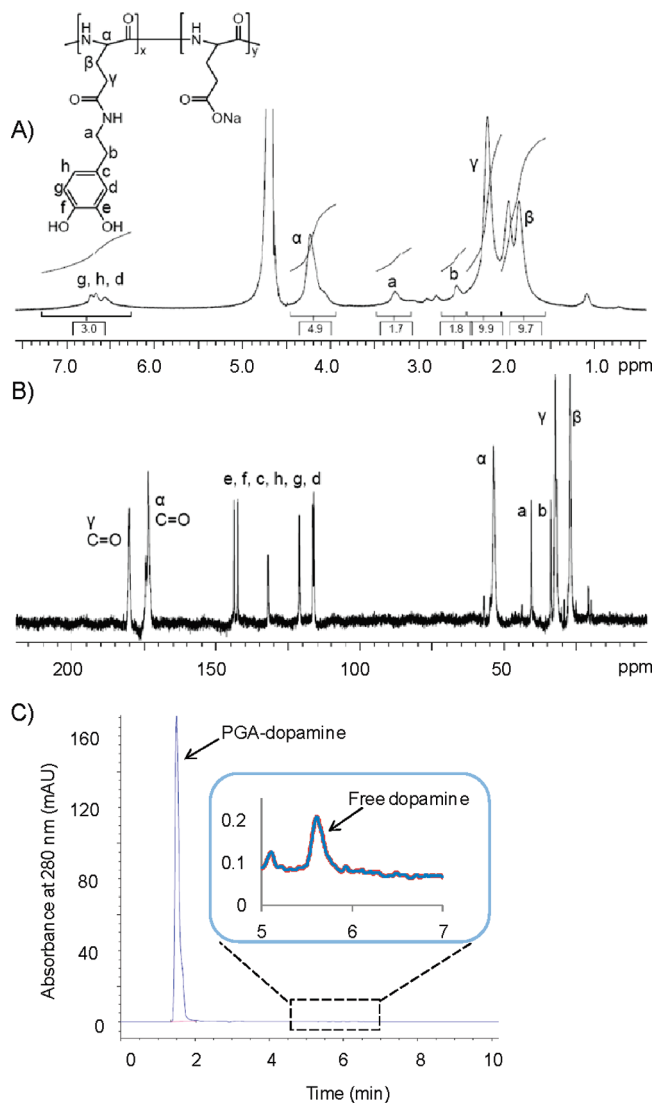 H α O H O
N N
x y
β
γ
O
NH O ONa
A)
a
b
h c
g d
f e
HO OH
g, h, d α a b γ β
3.0 4.9 1.7 1.8 9.9 9.7
7.0 6.0 5.0 4.0 3.0 2.0 1.0 ppm
B)
γ C=O
α C=O
e, f, c, h, g, d
α
a b γ β
200 150 100 50 ppm
C)
PGA-dopamine
Free dopamine
0.2
0.1
0
5 6 7
Absorbance at 280 nm (mAU)
160
120
80
40
0
0 2 4 6 8 10
Time (min)